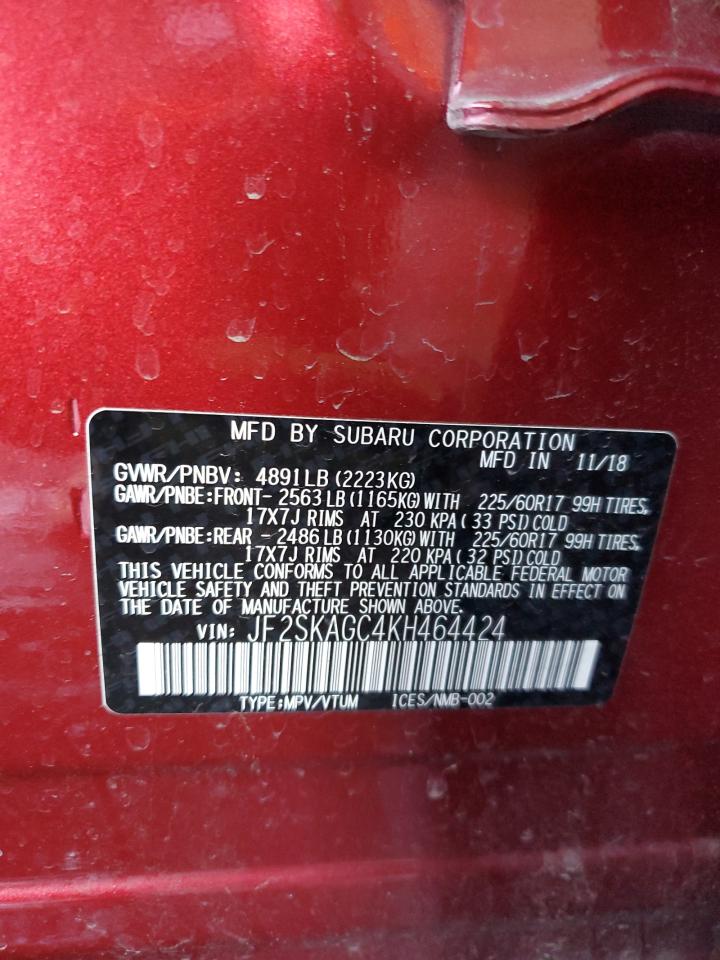 MFD BY SUBARU CORPORATION
MFD IN 11/18
GVWR/PNBV: 4891LB (2223KG)
GAWR/PNBE:FRONT- 2563LB (1165KG) WITH 225/60R17 99H TIRES,
17X7J RIMS AT 230 KPA (33 PSI) COLD
GAWR/PNBE:REAR - 2486LB (1130KG) WITH 225/60R17 99H TIRES,
17X7J RIMS AT 220 KPA (32 PSI) COLD
THIS VEHICLE CONFORMS TO ALL APPLICABLE FEDERAL MOTOR
VEHICLE SAFETY AND THEFT PREVENTION STANDARDS IN EFFECT ON
THE DATE OF MANUFACTURE SHOWN ABOVE.
VIN: JF2SKAGC4KH464424
TYPE:MPV/VTUM ICES/NMB-002